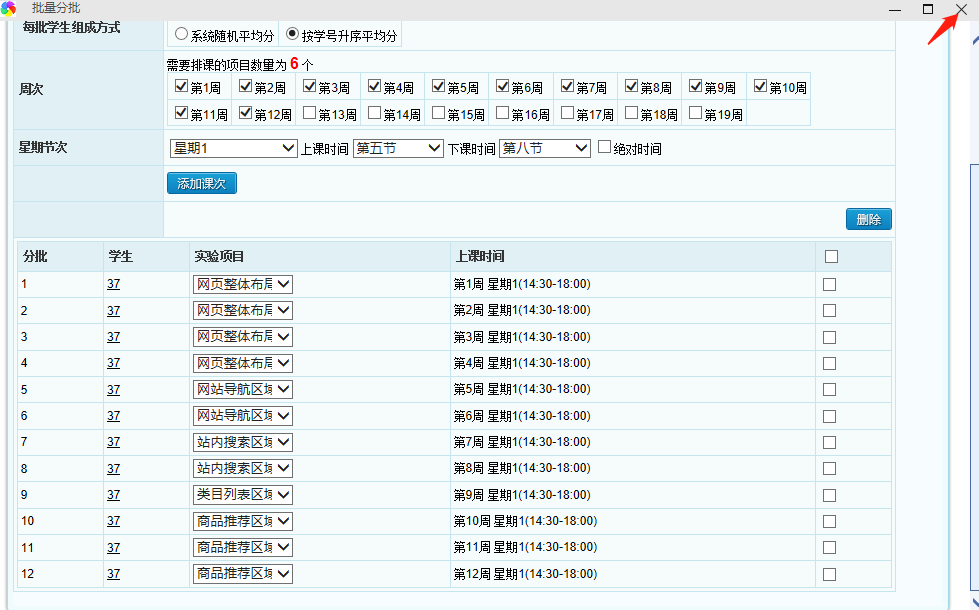 批量分批
每批学生组成方式 系统随机平均分 按学号升序平均分
需要排课的项目数量为 6 个
周次
第1周 第2周 第3周 第4周 第5周 第6周 第7周 第8周 第9周 第10周
第11周 第12周 第13周 第14周 第15周 第16周 第17周 第18周 第19周
星期节次 星期1 上课时间 第五节 下课时间 第八节 绝对时间
添加课次
删除
分批 学生 实验项目 上课时间
1 37 网页整体布局 第1周 星期1(14:30-18:00)
2 37 网页整体布局 第2周 星期1(14:30-18:00)
3 37 网页整体布局 第3周 星期1(14:30-18:00)
4 37 网页整体布局 第4周 星期1(14:30-18:00)
5 37 网站导航区域 第5周 星期1(14:30-18:00)
6 37 网站导航区域 第6周 星期1(14:30-18:00)
7 37 站内搜索区域 第7周 星期1(14:30-18:00)
8 37 站内搜索区域 第8周 星期1(14:30-18:00)
9 37 类目列表区域 第9周 星期1(14:30-18:00)
10 37 商品推荐区域 第10周 星期1(14:30-18:00)
11 37 商品推荐区域 第11周 星期1(14:30-18:00)
12 37 商品推荐区域 第12周 星期1(14:30-18:00)